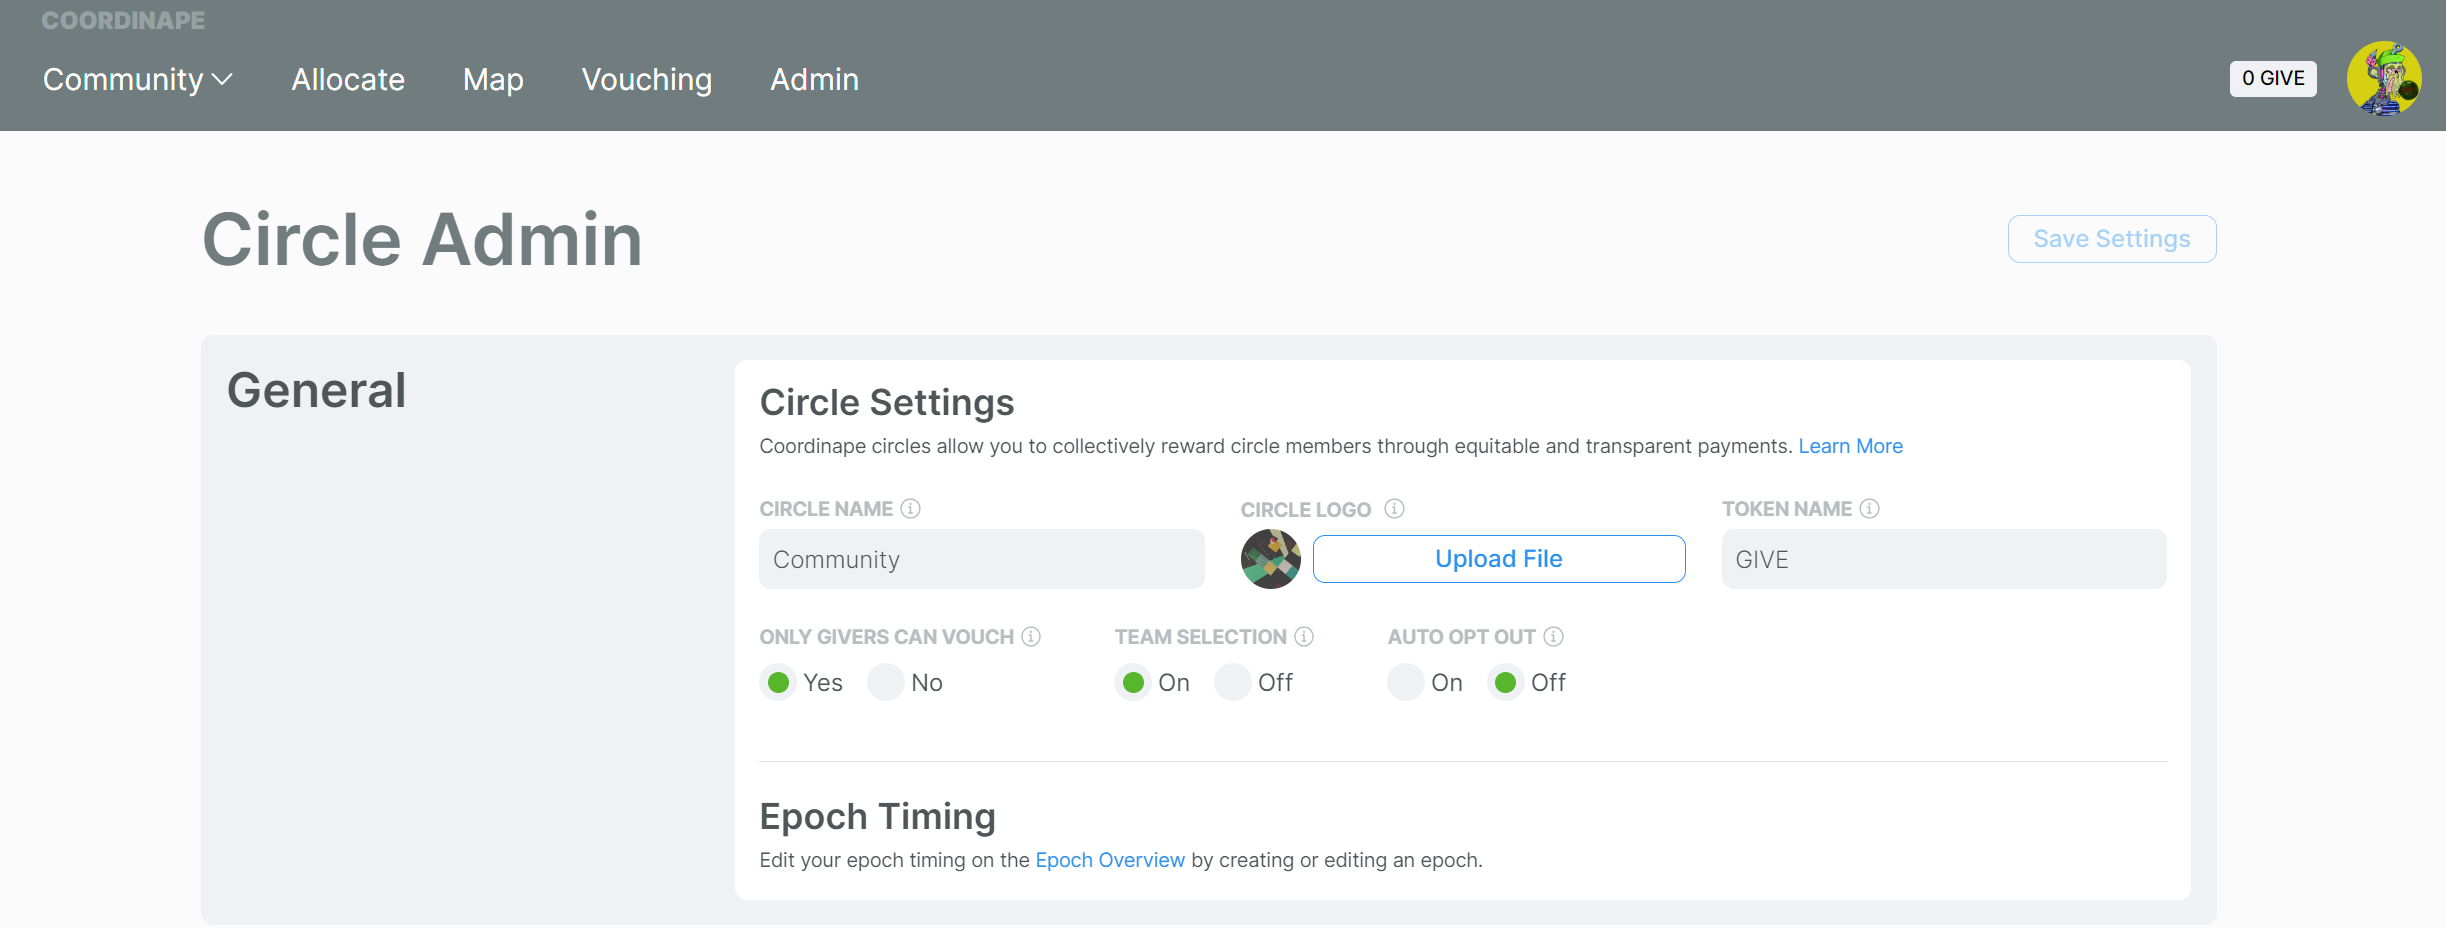 COORDINAPE
Community Allocate Map Vouching Admin
0 GIVE
Circle Admin
Save Settings
General
Circle Settings
Coordinape circles allow you to collectively reward circle members through equitable and transparent payments. Learn More
CIRCLE NAME CIRCLE LOGO TOKEN NAME
Community Upload File GIVE
ONLY GIVERS CAN VOUCH TEAM SELECTION AUTO OPT OUT
Yes No On Off On Off
Epoch Timing
Edit your epoch timing on the Epoch Overview by creating or editing an epoch.